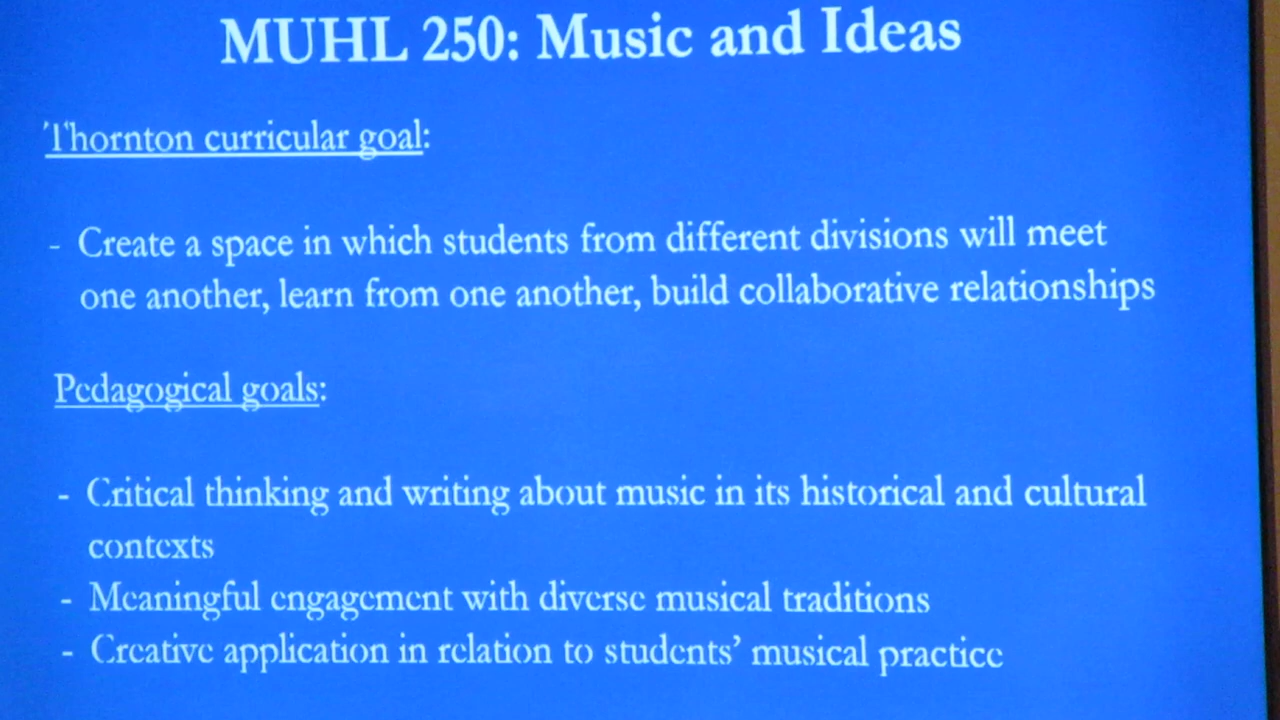 MUHL 250: Music and Ideas
Thornton curricular goal:
- Create a space in which students from different divisions will meet
one another, learn from one another, build collaborative relationships
Pedagogical goals:
- Critical thinking and writing about music in its historical and cultural
contexts
- Meaningful engagement with diverse musical traditions
- Creative application in relation to students’ musical practice